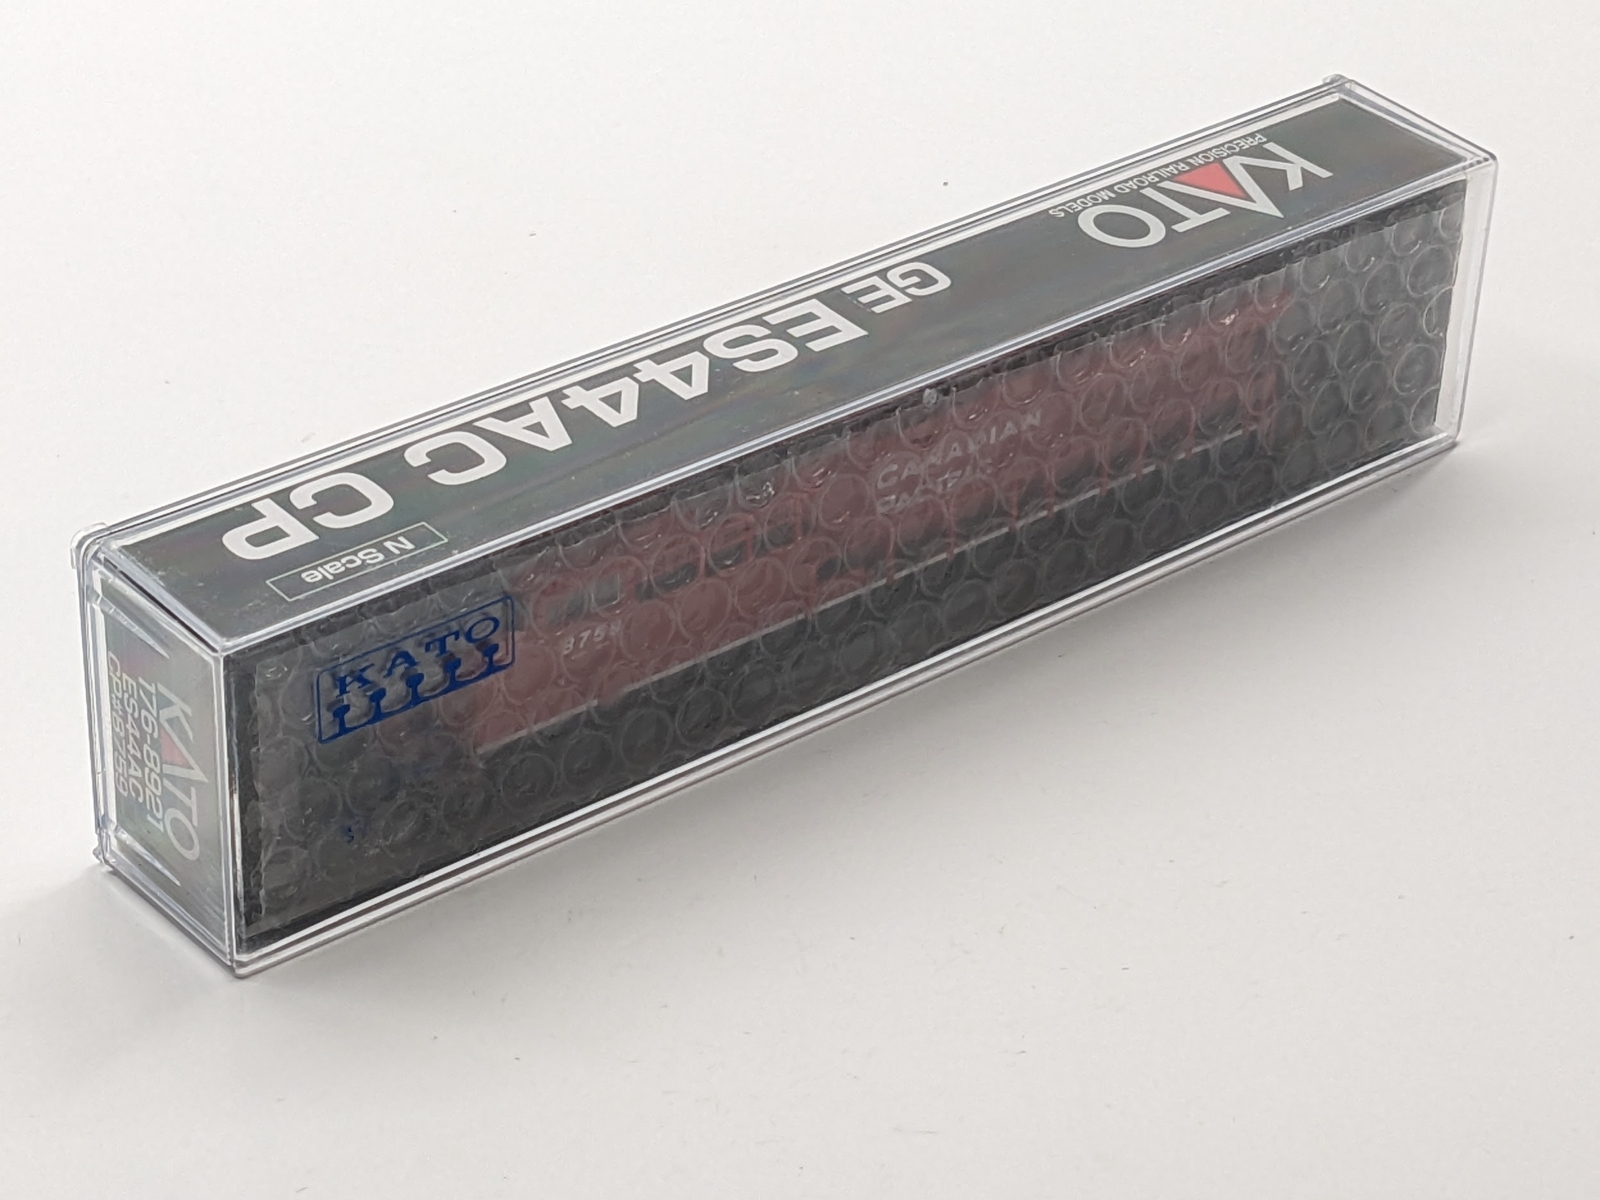 KATO
PRECISION RAILROAD MODELS
GE ES44AC CP
N Scale
KATO
176-8921
ES44AC
CP#8759
KATO
CANADIAN
PACIFIC
8759